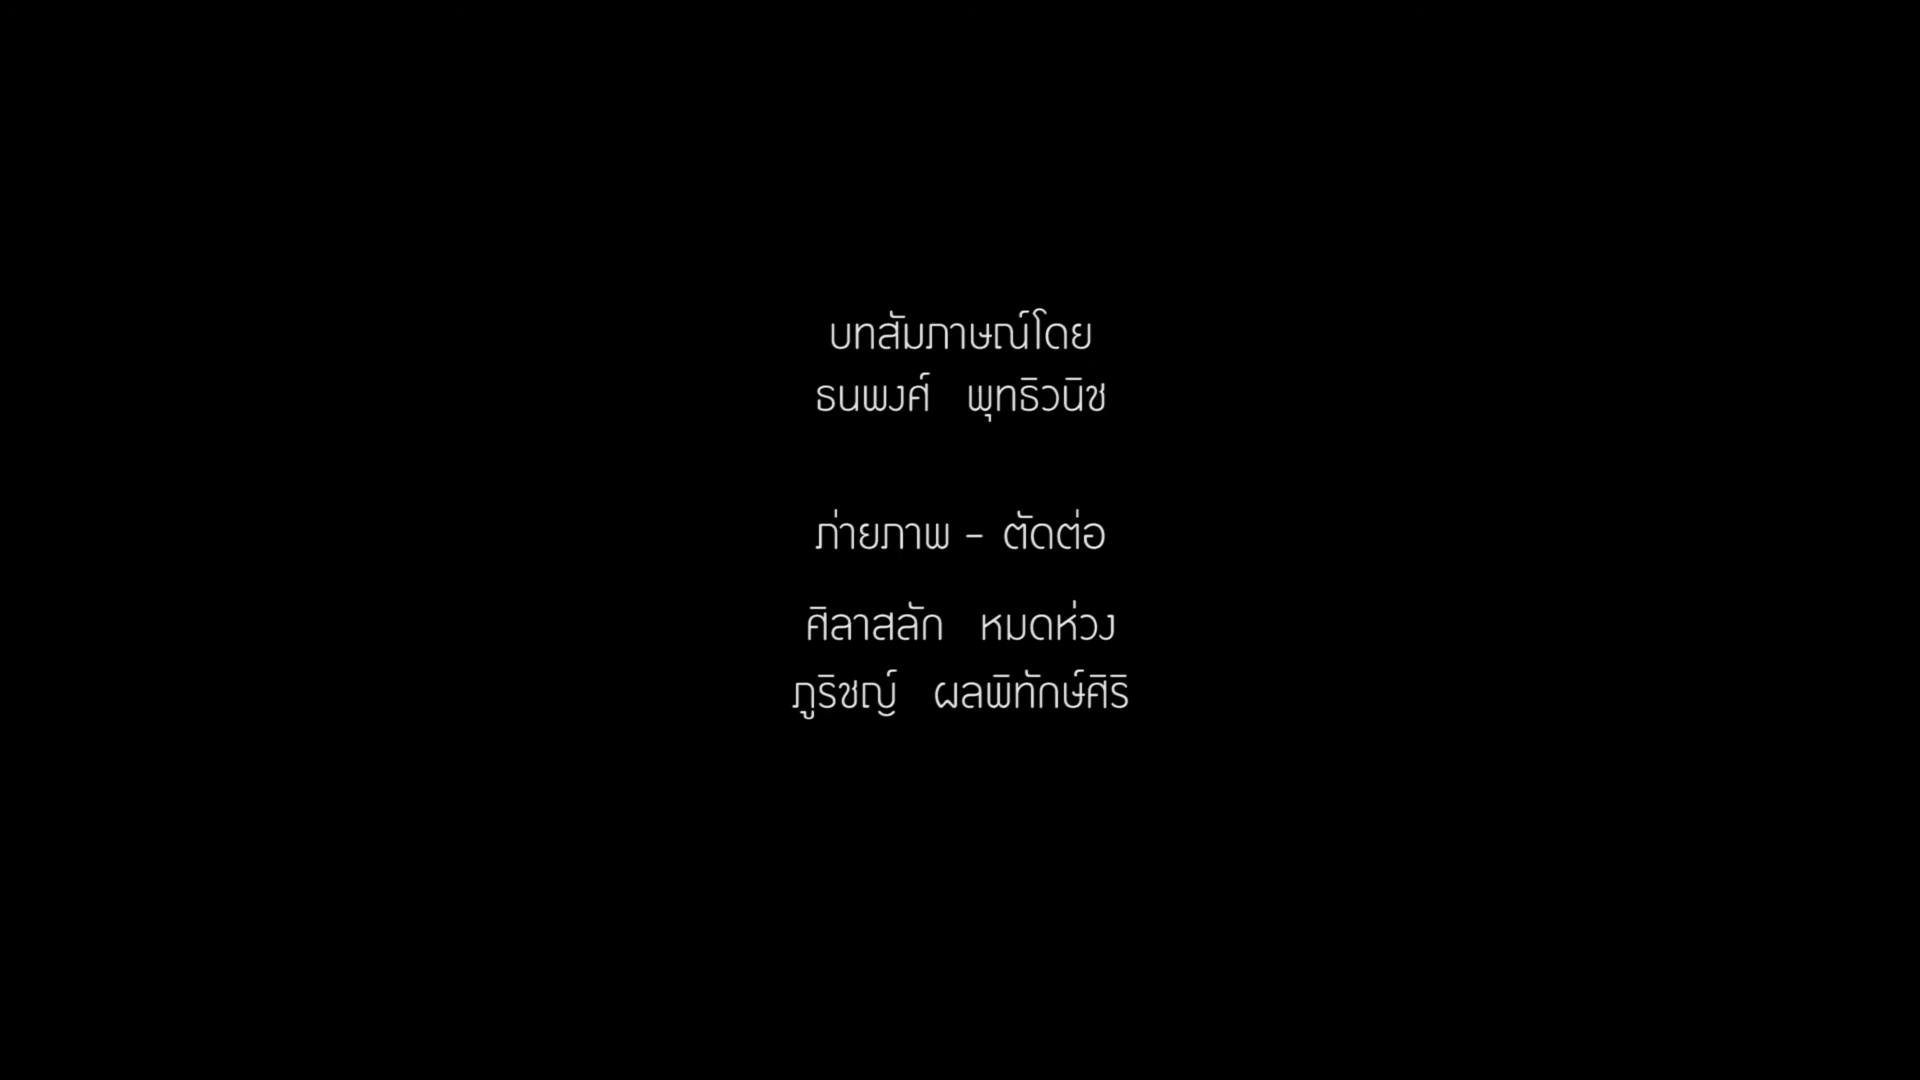 บทสัมภาษณ์โดย
ธนพงศ์ พุทธิวนิช
ถ่ายภาพ - ตัดต่อ
ศิลาสลัก หมดห่วง
ภูริชญ์ ผลพิทักษ์ศิริ